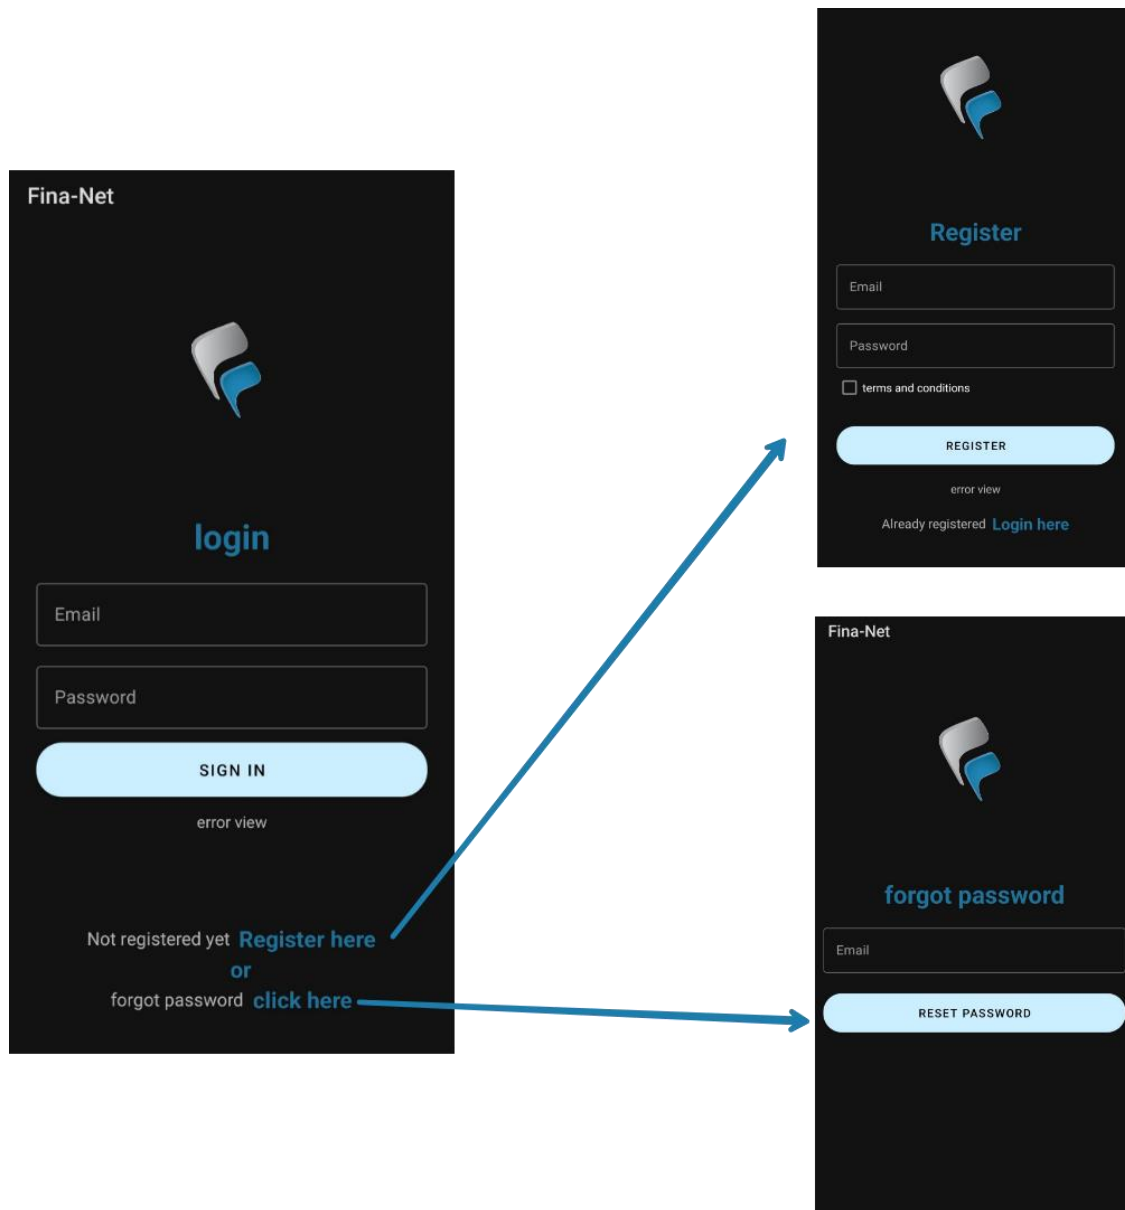 Fina-Net
login
Email
Password
SIGN IN
error view
Not registered yet Register here
or
forgot password click here
Register
Email
Password
terms and conditions
REGISTER
error view
Already registered Login here
Fina-Net
forgot password
Email
RESET PASSWORD